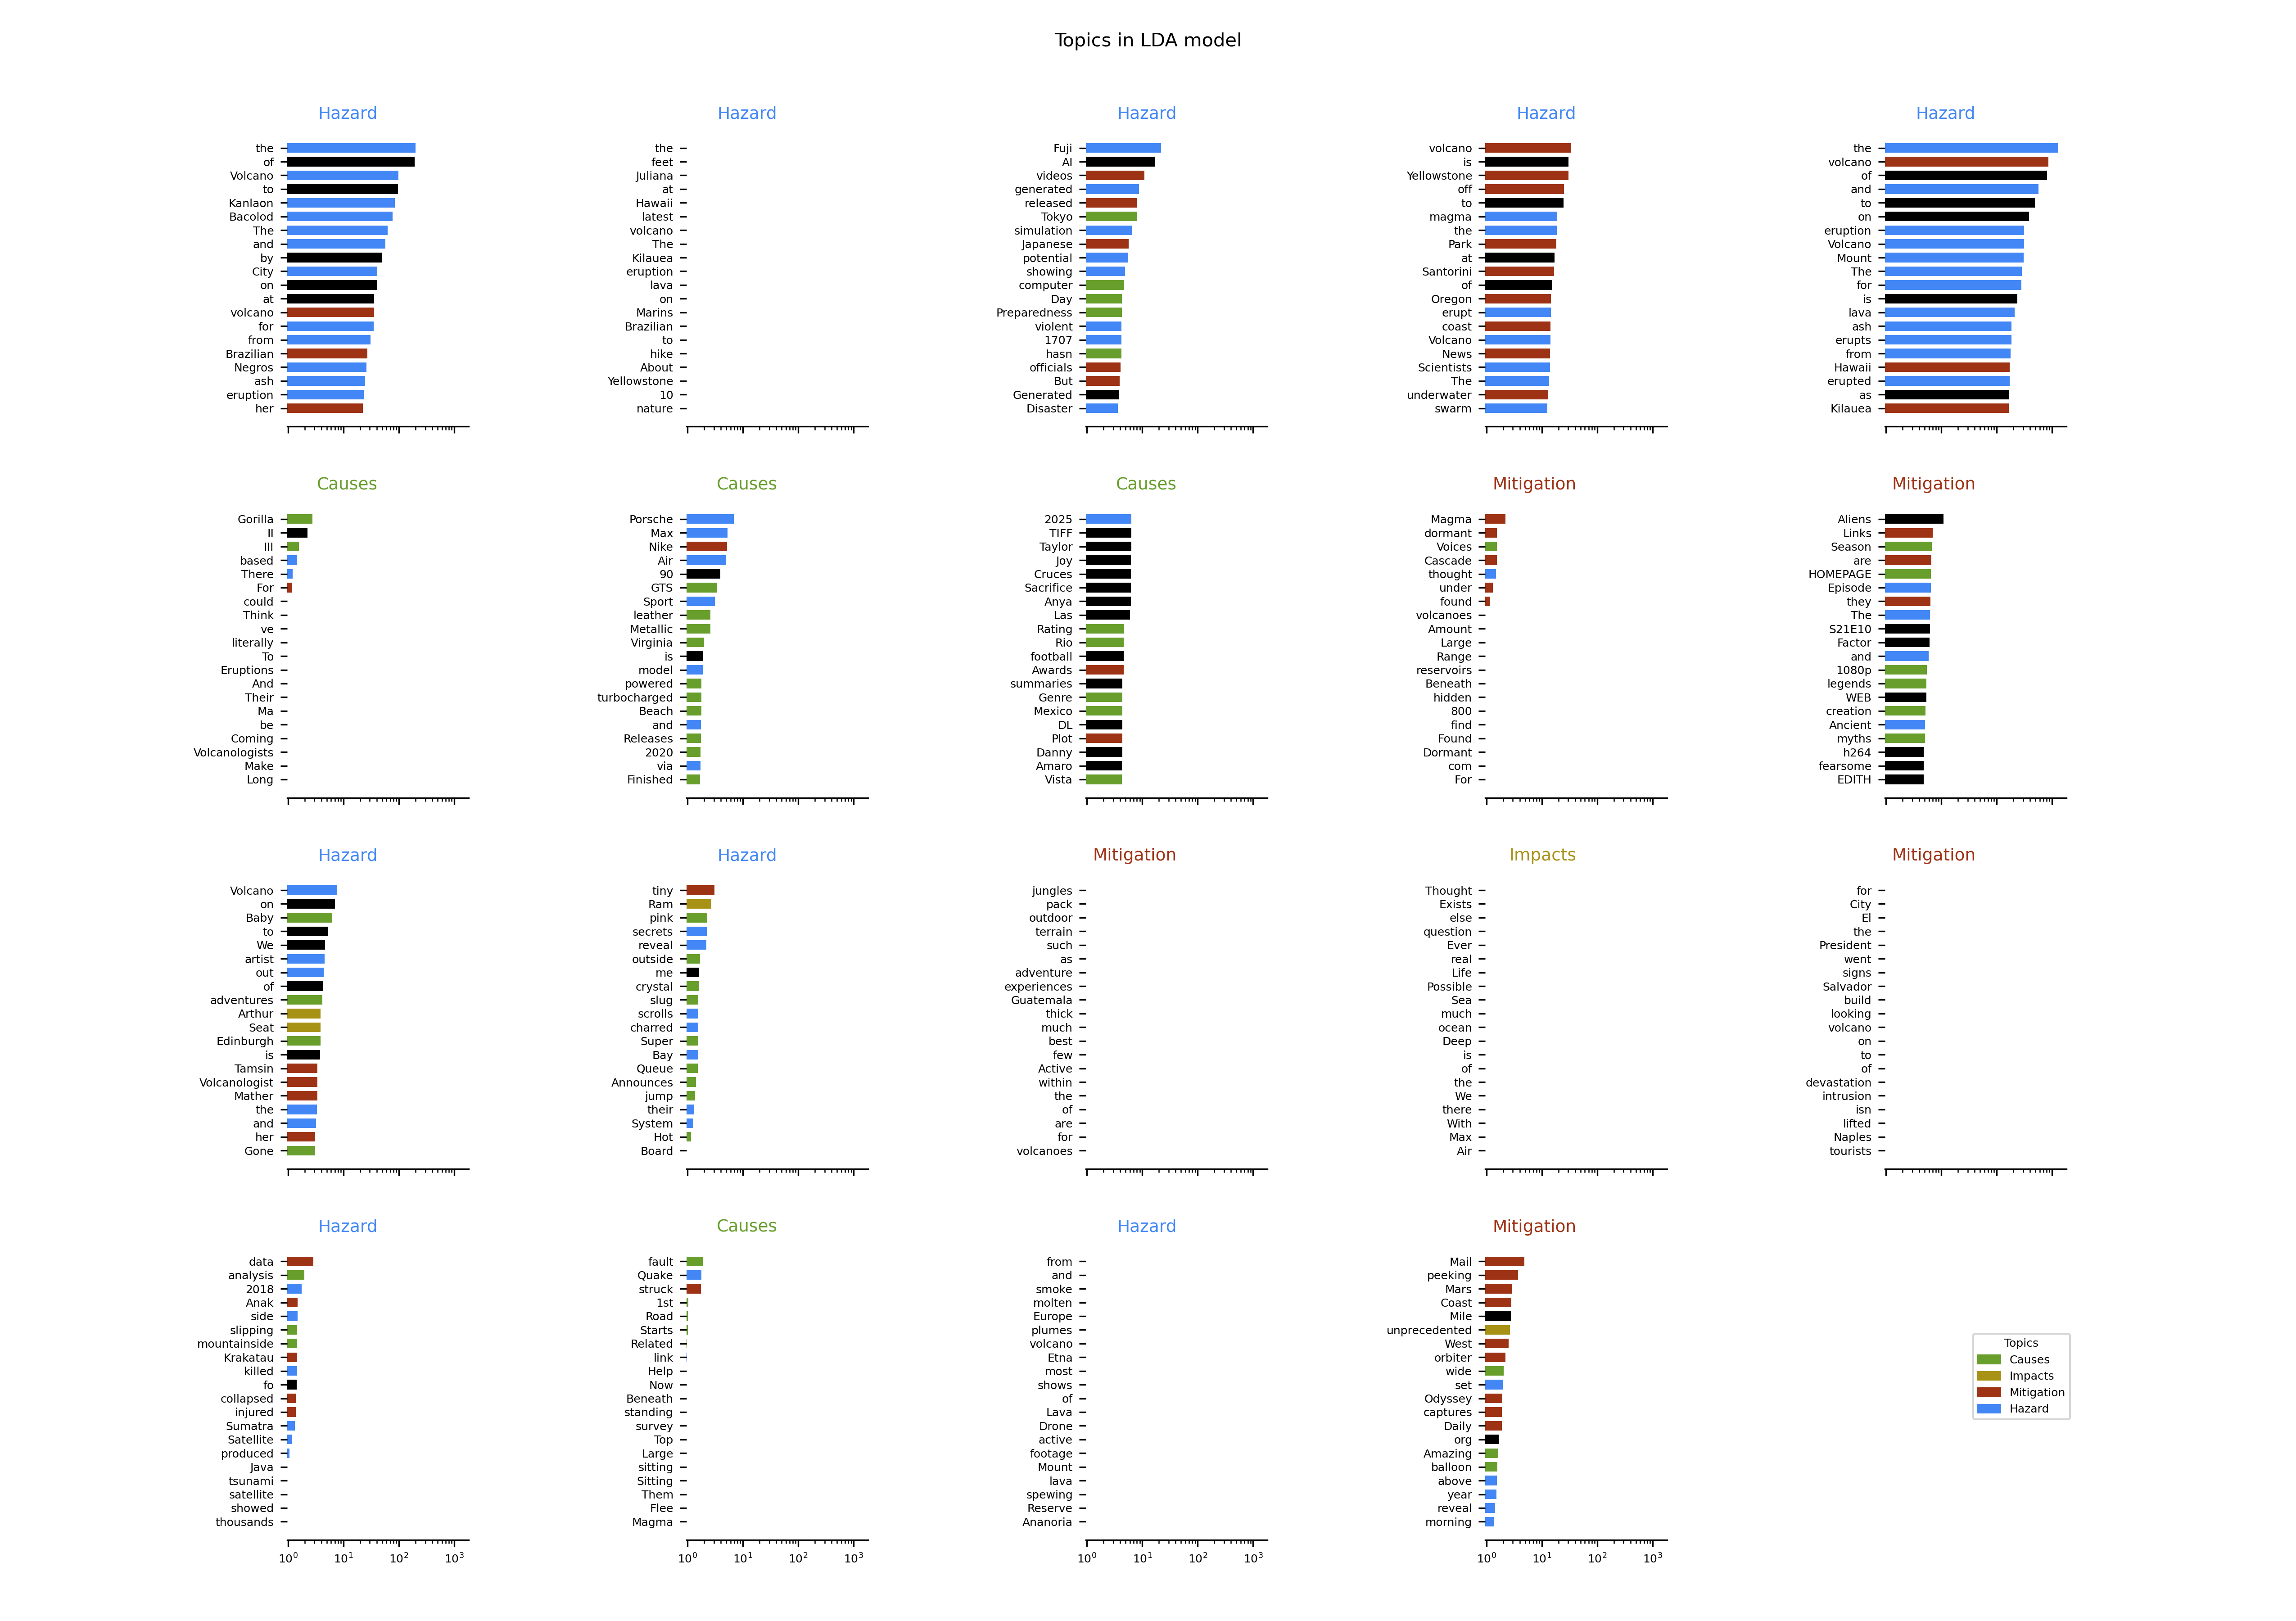 Topics in LDA model
Hazard
the
of
Volcano
to
Kanlaon
Bacolod
The
and
by
City
on
at
volcano
for
from
Brazilian
Negros
ash
eruption
her
Hazard
the
feet
Juliana
at
Hawaii
latest
volcano
The
Kilauea
eruption
lava
on
Marins
Brazilian
to
hike
About
Yellowstone
10
nature
Hazard
Fuji
AI
videos
generated
released
Tokyo
simulation
Japanese
potential
showing
computer
Day
Preparedness
violent
1707
hasn
officials
But
Generated
Disaster
Hazard
volcano
is
Yellowstone
off
to
magma
the
Park
at
Santorini
of
Oregon
erupt
coast
Volcano
News
Scientists
The
underwater
swarm
Hazard
the
volcano
of
and
to
on
eruption
Volcano
Mount
The
for
is
lava
ash
erupts
from
Hawaii
erupted
as
Kilauea
Causes
Gorilla
II
III
based
There
For
could
Think
ve
literally
To
Eruptions
And
Their
Ma
be
Coming
Volcanologists
Make
Long
Causes
Porsche
Max
Nike
Air
90
GTS
Sport
leather
Metallic
Virginia
is
model
powered
turbocharged
Beach
and
Releases
2020
via
Finished
Causes
2025
TIFF
Taylor
Joy
Cruces
Sacrifice
Anya
Las
Rating
Rio
football
Awards
summaries
Genre
Mexico
DL
Plot
Danny
Amaro
Vista
Mitigation
Magma
dormant
Voices
Cascade
thought
under
found
volcanoes
Amount
Large
Range
reservoirs
Beneath
hidden
800
find
Found
Dormant
com
For
Mitigation
Aliens
Links
Season
are
HOMEPAGE
Episode
they
The
S21E10
Factor
and
1080p
legends
WEB
creation
Ancient
myths
h264
fearsome
EDITH
Hazard
Volcano
on
Baby
to
We
artist
out
of
adventures
Arthur
Seat
Edinburgh
is
Tamsin
Volcanologist
Mather
the
and
her
Gone
Hazard
tiny
Ram
pink
secrets
reveal
outside
me
crystal
slug
scrolls
charred
Super
Bay
Queue
Announces
jump
their
System
Hot
Board
Mitigation
jungles
pack
outdoor
terrain
such
as
adventure
experiences
Guatemala
thick
much
best
few
Active
within
the
of
are
for
volcanoes
Impacts
Thought
Exists
else
question
Ever
real
Life
Possible
Sea
much
ocean
Deep
is
of
the
We
there
With
Max
Air
Mitigation
for
City
El
the
President
went
signs
Salvador
build
looking
volcano
on
to
of
devastation
intrusion
isn
lifted
Naples
tourists
Hazard
data
analysis
2018
Anak
side
slipping
mountainside
Krakatau
killed
fo
collapsed
injured
Sumatra
Satellite
produced
Java
tsunami
satellite
showed
thousands
10⁰ 10¹ 10² 10³
Causes
fault
Quake
struck
1st
Road
Starts
Related
link
Help
Now
Beneath
standing
survey
Top
Large
sitting
Sitting
Them
Flee
Magma
10⁰ 10¹ 10² 10³
Hazard
from
and
smoke
molten
Europe
plumes
volcano
Etna
most
shows
of
Lava
Drone
active
footage
Mount
lava
spewing
Reserve
Ananoria
10⁰ 10¹ 10² 10³
Mitigation
Mail
peeking
Mars
Coast
Mile
unprecedented
West
orbiter
wide
set
Odyssey
captures
Daily
org
Amazing
balloon
above
year
reveal
morning
10⁰ 10¹ 10² 10³
Topics
Causes
Impacts
Mitigation
Hazard